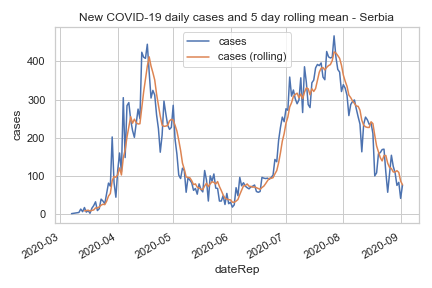 New COVID-19 daily cases and 5 day rolling mean - Serbia
cases
cases (rolling)
400
300
200
100
0
cases
2020-03
2020-04
2020-05
2020-06
2020-07
2020-08
2020-09
dateRep